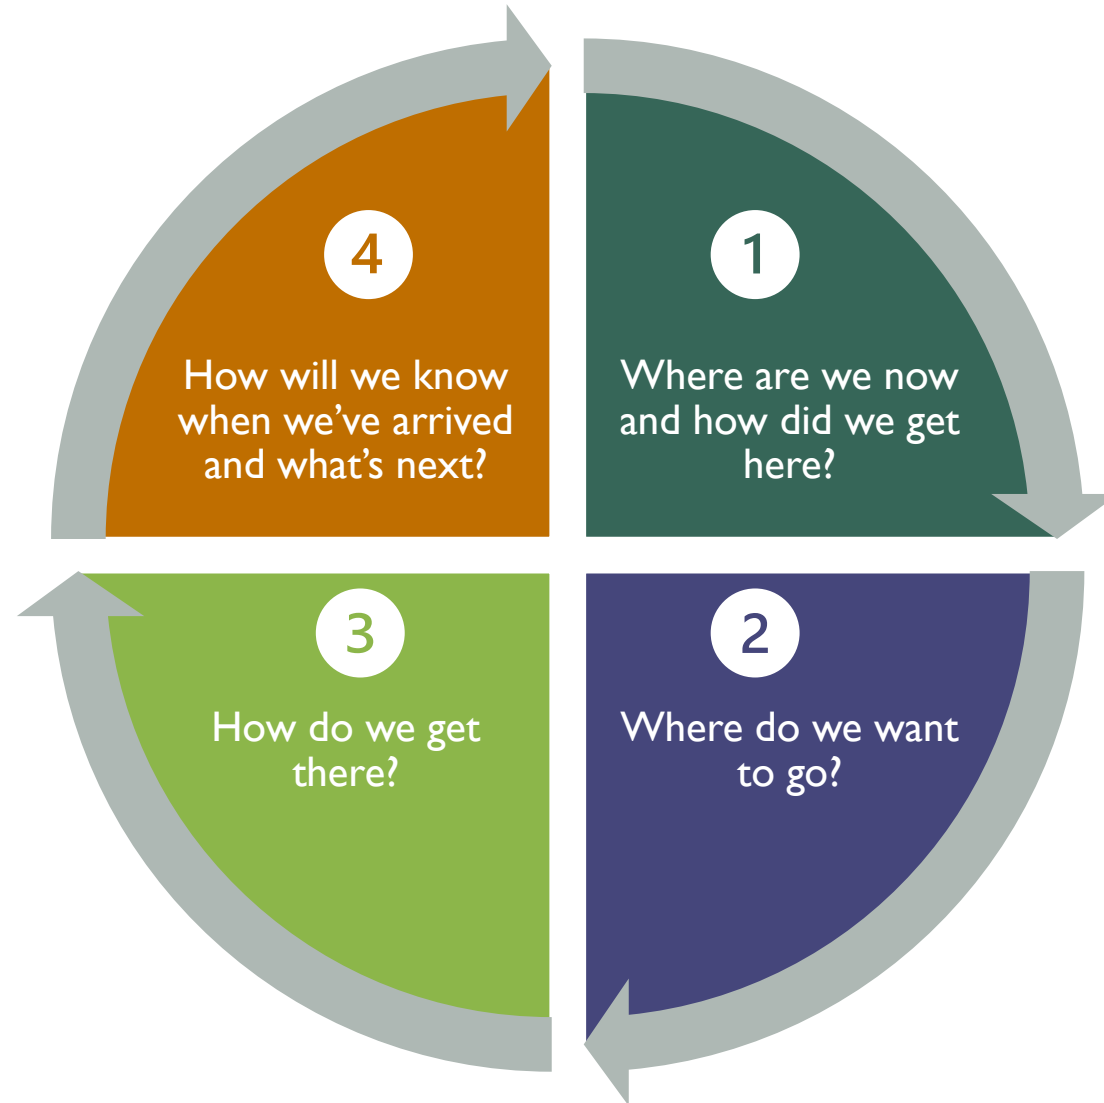 1
Where are we now
and how did we get
here?
2
Where do we want
to go?
3
How do we get
there?
4
How will we know
when we’ve arrived
and what’s next?